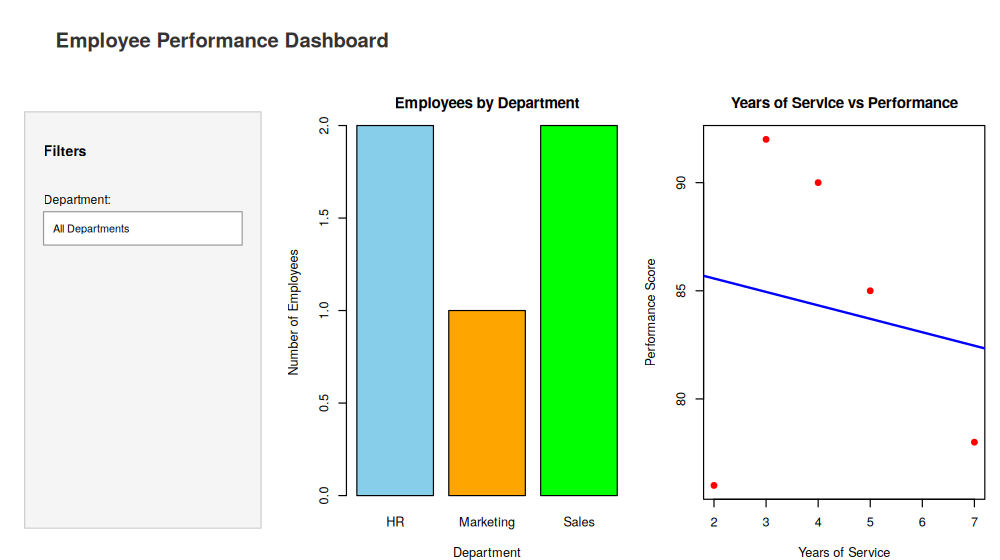 Employee Performance Dashboard
Filters
Department:
All Departments
Employees by Department
Number of Employees
2.0
1.5
1.0
0.5
0.0
HR
Marketing
Sales
Department
Years of Service vs Performance
Performance Score
90
85
80
2
3
4
5
6
7
Years of Service